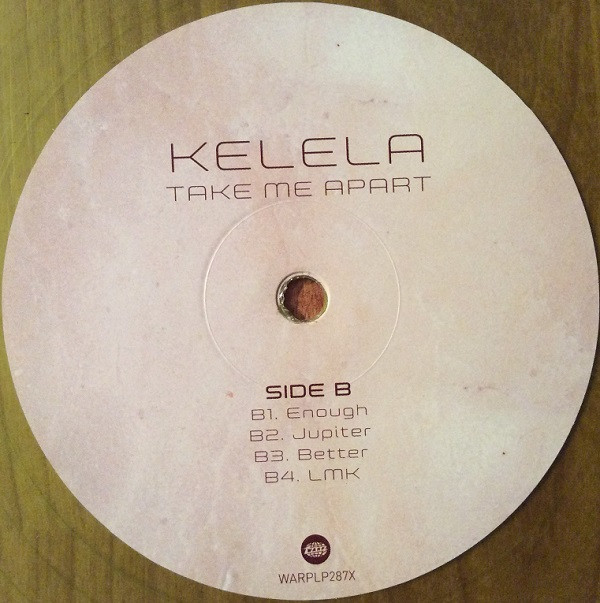 KELELA
TAKE ME APART
SIDE B
B1. Enough
B2. Jupiter
B3. Better
B4. LMK
WARPLP287X